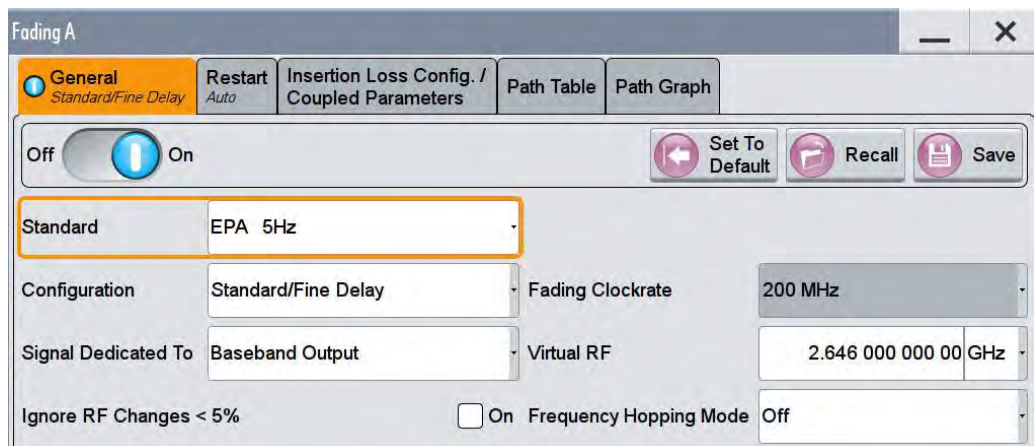 Fading A
General
Standard/Fine Delay
Restart
Auto
Insertion Loss Config. /
Coupled Parameters
Path Table
Path Graph
Off
On
Set To
Default
Recall
Save
Standard
EPA 5Hz
Configuration
Standard/Fine Delay
Fading Clockrate
200 MHz
Signal Dedicated To
Baseband Output
Virtual RF
2.646 000 000 00 GHz
Ignore RF Changes < 5%
On
Frequency Hopping Mode
Off